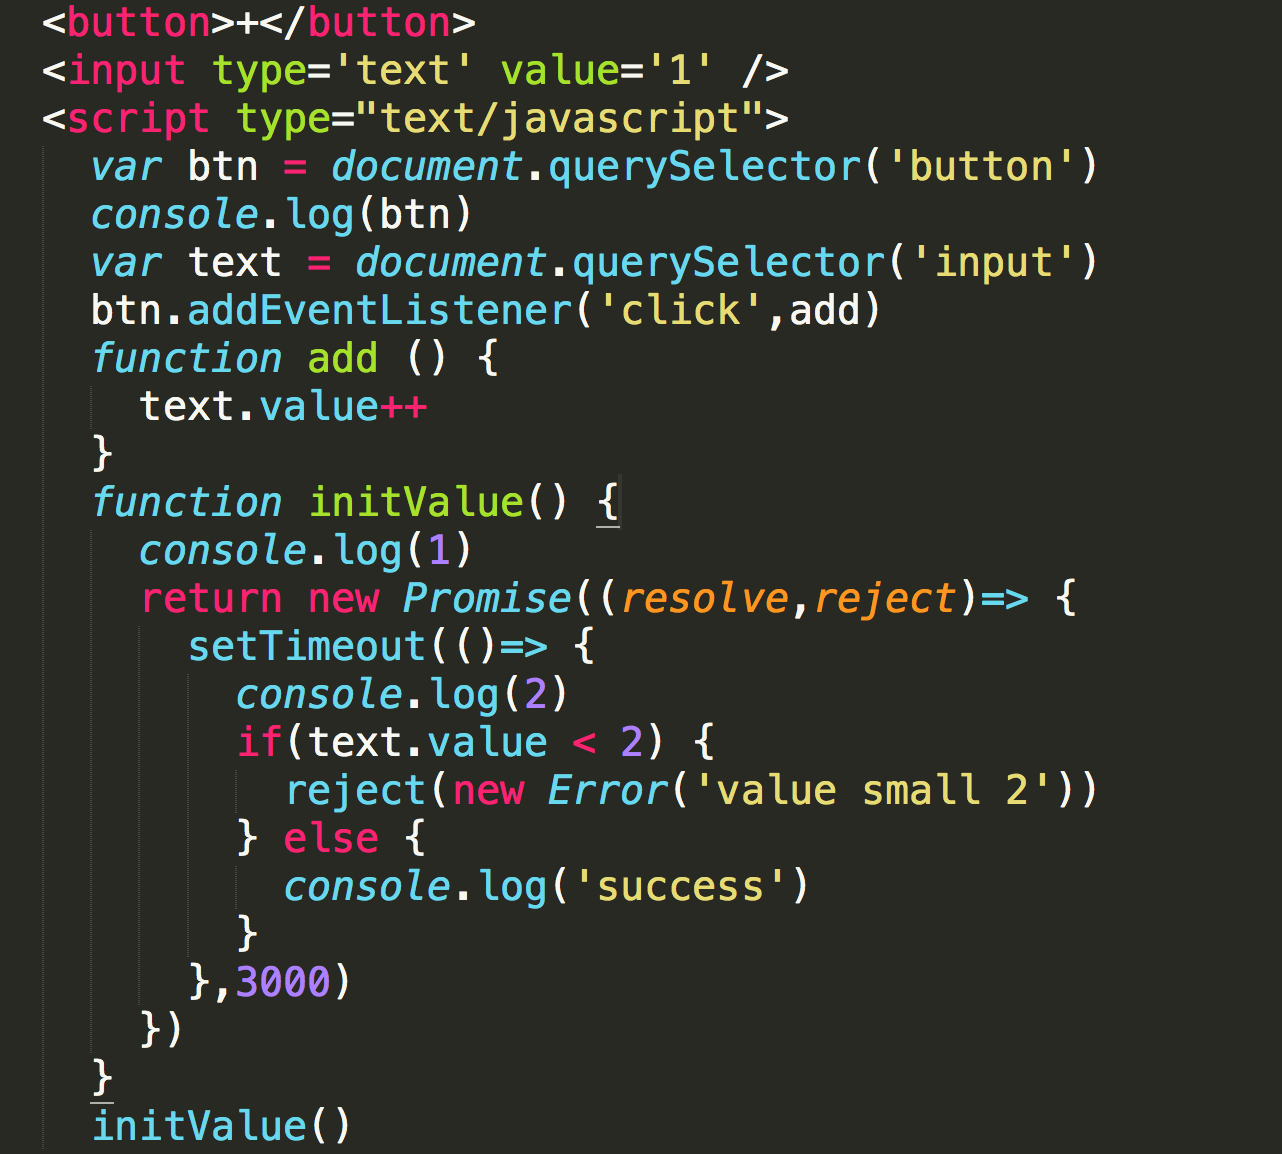 <button>+</button>
<input type='text' value='1' />
<script type="text/javascript">
  var btn = document.querySelector('button')
  console.log(btn)
  var text = document.querySelector('input')
  btn.addEventListener('click',add)
  function add () {
    text.value++
  }
  function initValue() {
    console.log(1)
    return new Promise((resolve,reject)=> {
      setTimeout(()=> {
        console.log(2)
        if(text.value < 2) {
          reject(new Error('value small 2'))
        } else {
          console.log('success')
        }
      },3000)
    })
  }
  initValue()